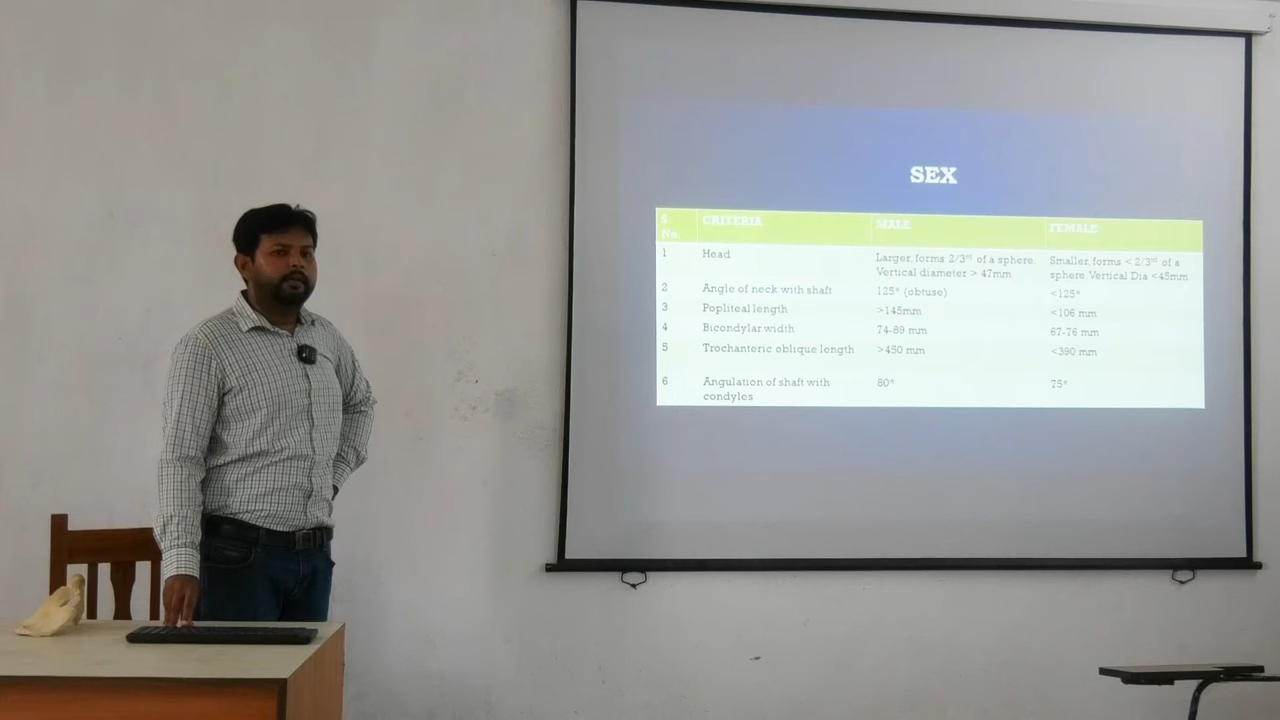 SEX
S. No. CRITERIA MALE FEMALE
1 Head Larger, forms 2/3rd of a sphere. Vertical diameter > 47mm Smaller, forms < 2/3rd of a sphere. Vertical Dia <45mm
2 Angle of neck with shaft 125° (obtuse) <125°
3 Popliteal length >145mm <106 mm
4 Bicondylar width 74-89 mm 67-76 mm
5 Trochanteric oblique length >450 mm <390 mm
6 Angulation of shaft with condyles 80° 75°